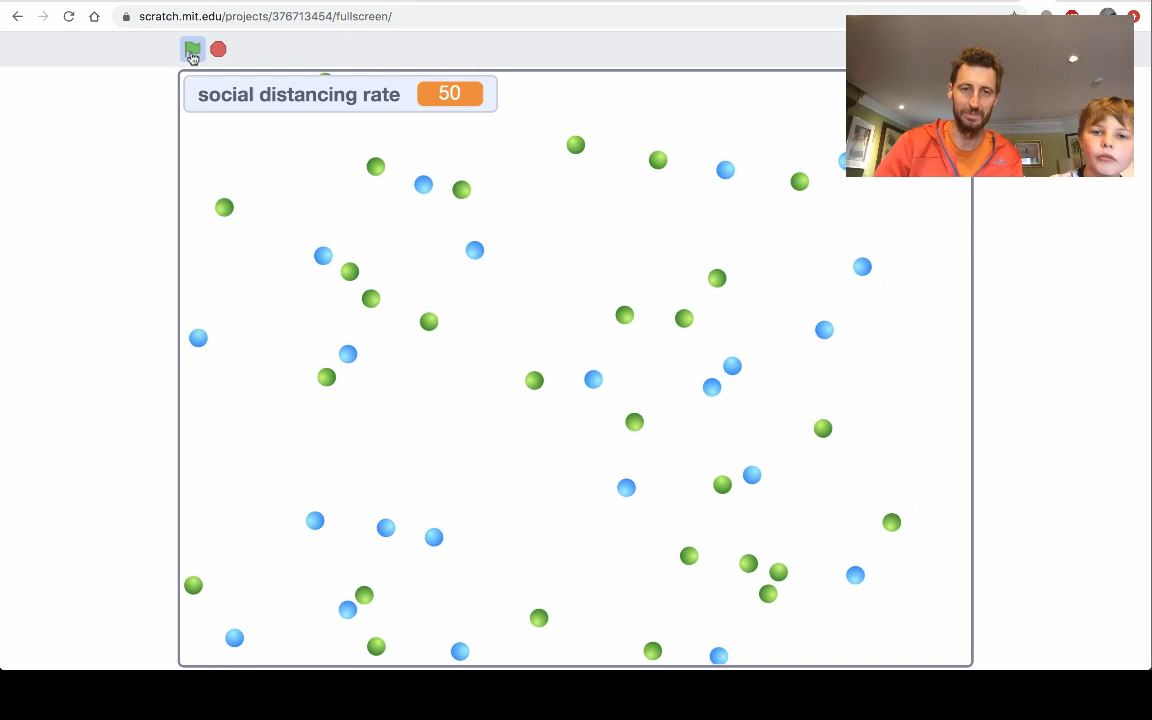 scratch.mit.edu/projects/376713454/fullscreen/
social distancing rate 50